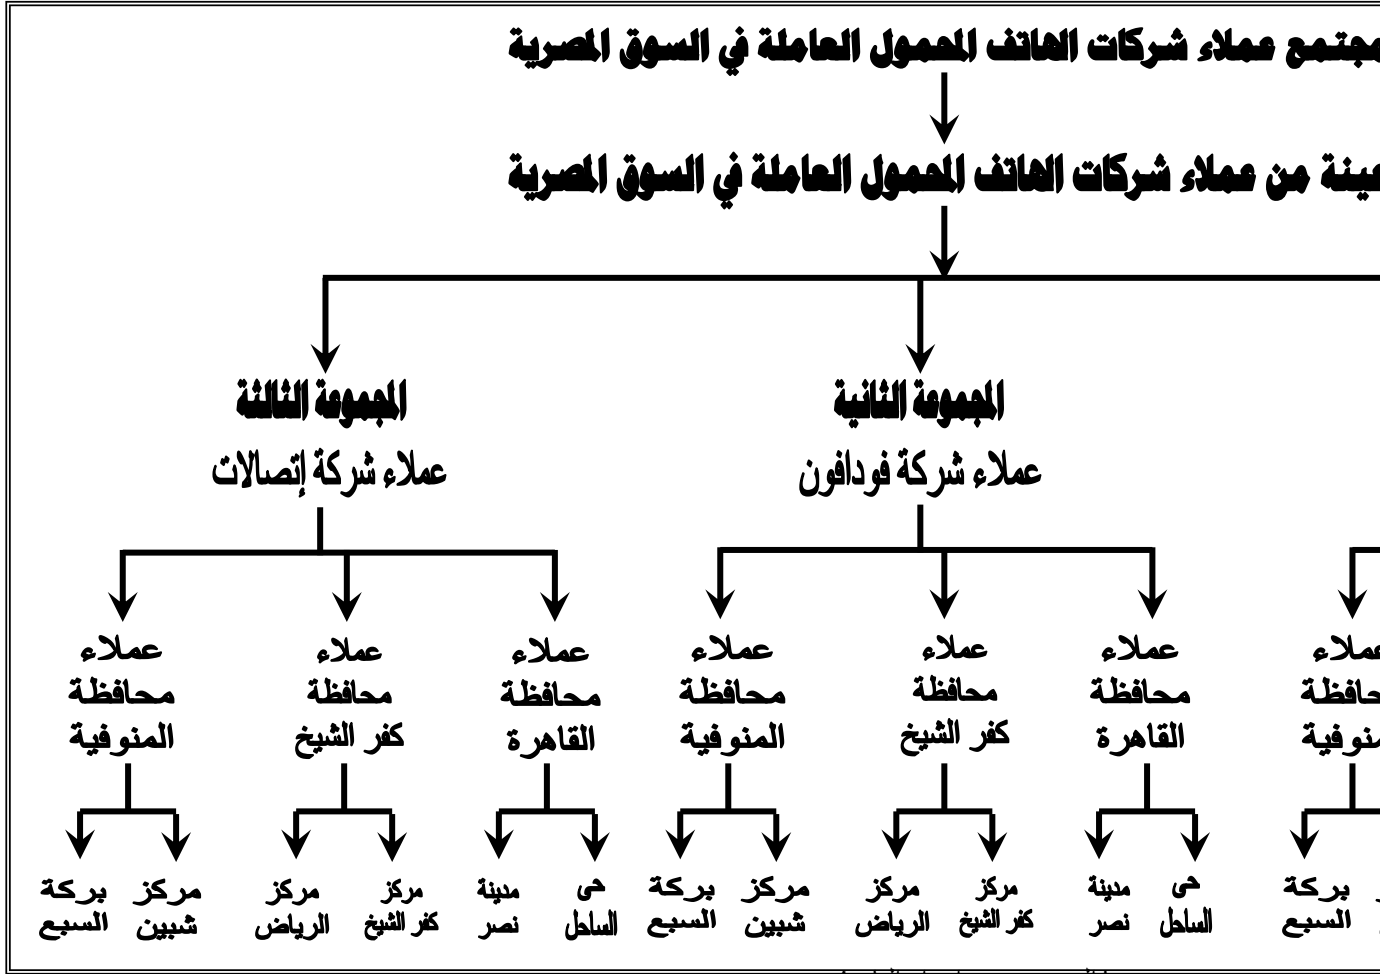 مجتمع عملاء شركات الهاتف المحمول العاملة في السوق المصرية
عينة من عملاء شركات الهاتف المحمول العاملة في السوق المصرية
المجموعة الثانية
المجموعة الثالثة
عملاء شركة فودافون
عملاء شركة إتصالات
عملاء
عملاء
عملاء
عملاء
عملاء
عملاء
عملاء
محافظة
محافظة
محافظة
محافظة
محافظة
محافظة
محافظة
المنوفية
القاهرة
كفر الشيخ
المنوفية
القاهرة
كفر الشيخ
المنوفية
بركة
حى
مدينة
مركز
مركز
مركز
بركة
حى
مدينة
مركز
مركز
مركز
بركة
السبع
الساحل
نصر
كفر الشيخ
الرياض
شبين
السبع
الساحل
نصر
كفر الشيخ
الرياض
شبين
السبع